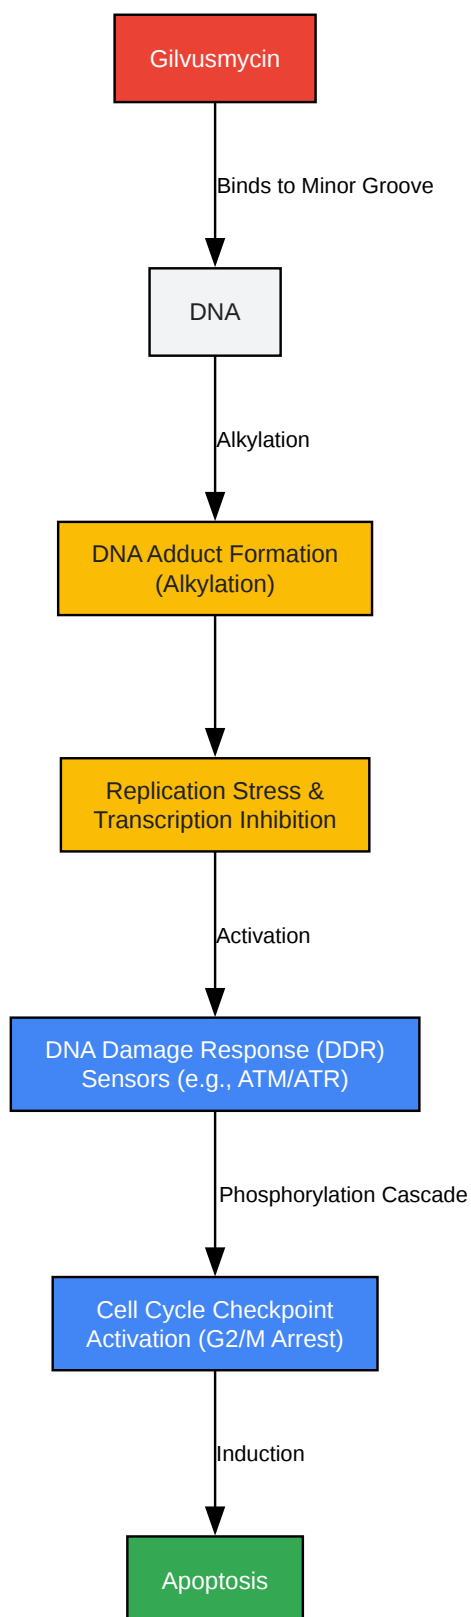 Gilvusmycin
Binds to Minor Groove
DNA
Alkylation
DNA Adduct Formation
(Alkylation)
Replication Stress &
Transcription Inhibition
Activation
DNA Damage Response (DDR)
Sensors (e.g., ATM/ATR)
Phosphorylation Cascade
Cell Cycle Checkpoint
Activation (G2/M Arrest)
Induction
Apoptosis